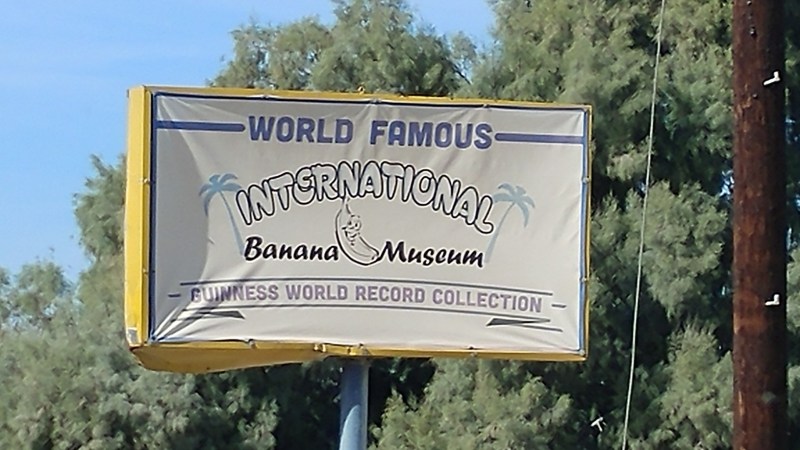 WORLD FAMOUS
INTERNATIONAL
Banana Museum
GUINNESS WORLD RECORD COLLECTION